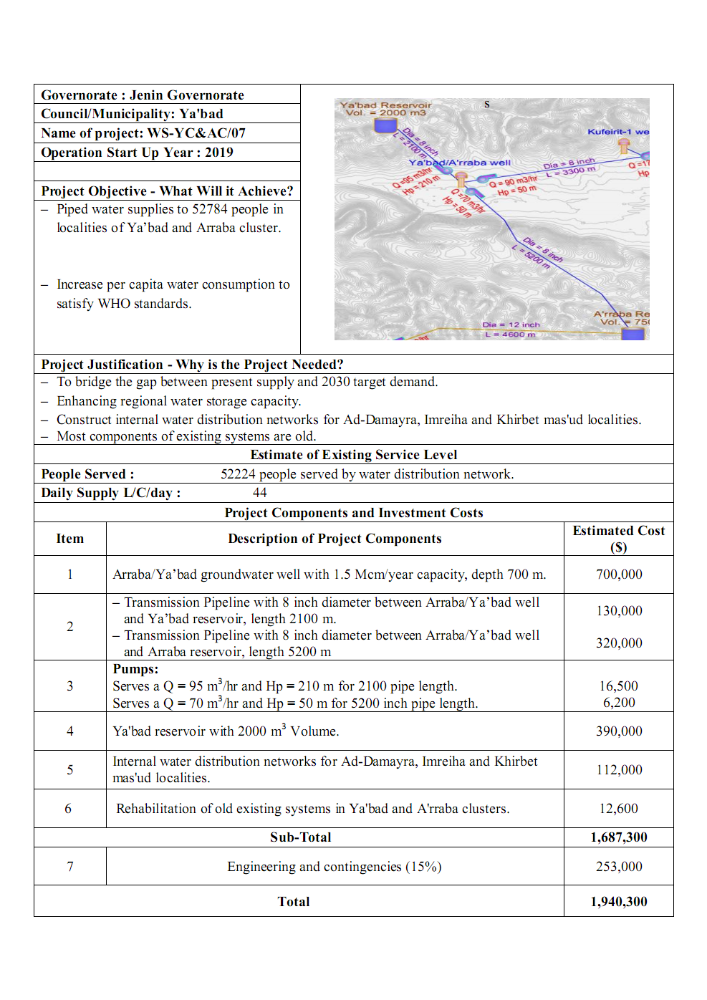 Governorate : Jenin Governorate
Council/Municipality: Ya'bad
Name of project: WS-YC&AC/07
Operation Start Up Year : 2019
Project Objective - What Will it Achieve?
– Piped water supplies to 52784 people in
localities of Ya’bad and Arraba cluster.
– Increase per capita water consumption to
satisfy WHO standards.
S
Ya'bad Reservoir
Vol. = 2000 m3
Kufeirit-1 we
Dia = 8 inch
L = 2100 m
Ya'bad/A'rraba well
Dia = 8 inch
L = 3300 m
Q =17
Hp
Q =95 m3/hr
Hp = 210 m
Q = 90 m3/hr
Hp = 50 m
Q =70 m3/hr
Hp = 50 m
Dia = 8 inch
L = 5200 m
A'rraba Re
Vol. = 750
Dia = 12 inch
L = 4600 m
/hr
Project Justification - Why is the Project Needed?
– To bridge the gap between present supply and 2030 target demand.
– Enhancing regional water storage capacity.
– Construct internal water distribution networks for Ad-Damayra, Imreiha and Khirbet mas'ud localities.
– Most components of existing systems are old.
Estimate of Existing Service Level
People Served : 52224 people served by water distribution network.
Daily Supply L/C/day : 44
Project Components and Investment Costs
Item Description of Project Components Estimated Cost
($)
1 Arraba/Ya’bad groundwater well with 1.5 Mcm/year capacity, depth 700 m. 700,000
2
– Transmission Pipeline with 8 inch diameter between Arraba/Ya’bad well
and Ya’bad reservoir, length 2100 m. 130,000
– Transmission Pipeline with 8 inch diameter between Arraba/Ya’bad well
and Arraba reservoir, length 5200 m 320,000
Pumps:
3 Serves a Q = 95 m³/hr and Hp = 210 m for 2100 pipe length. 16,500
Serves a Q = 70 m³/hr and Hp = 50 m for 5200 inch pipe length. 6,200
4 Ya'bad reservoir with 2000 m³ Volume. 390,000
5 Internal water distribution networks for Ad-Damayra, Imreiha and Khirbet
mas'ud localities. 112,000
6 Rehabilitation of old existing systems in Ya'bad and A'rraba clusters. 12,600
Sub-Total 1,687,300
7 Engineering and contingencies (15%) 253,000
Total 1,940,300